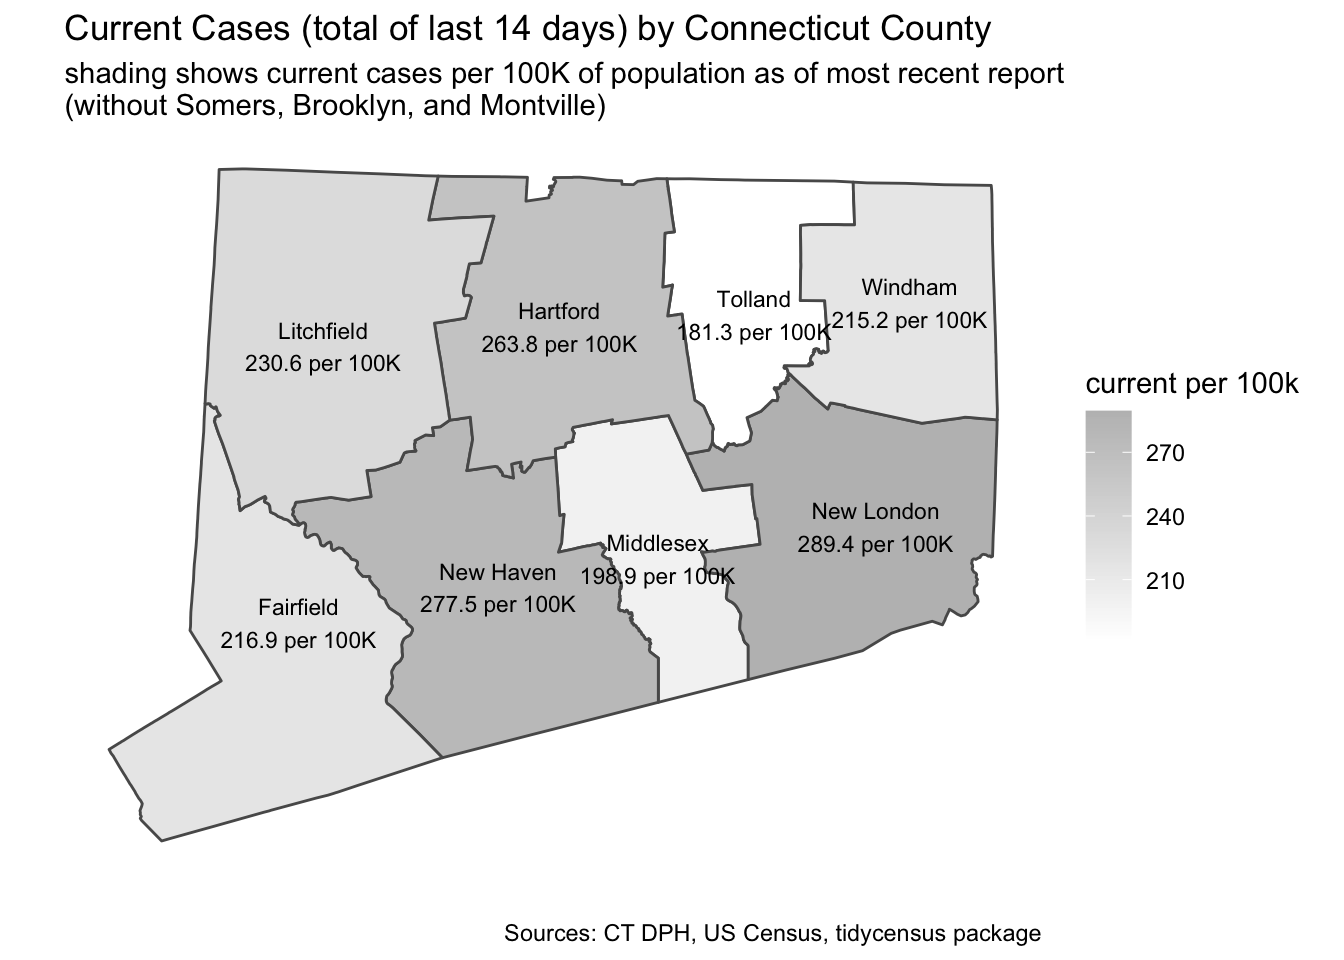 Current Cases (total of last 14 days) by Connecticut County
shading shows current cases per 100K of population as of most recent report
(without Somers, Brooklyn, and Montville)
Litchfield
230.6 per 100K
Hartford
263.8 per 100K
Tolland
181.3 per 100K
Windham
215.2 per 100K
Fairfield
216.9 per 100K
New Haven
277.5 per 100K
Middlesex
198.9 per 100K
New London
289.4 per 100K
current per 100k
270
240
210
Sources: CT DPH, US Census, tidycensus package